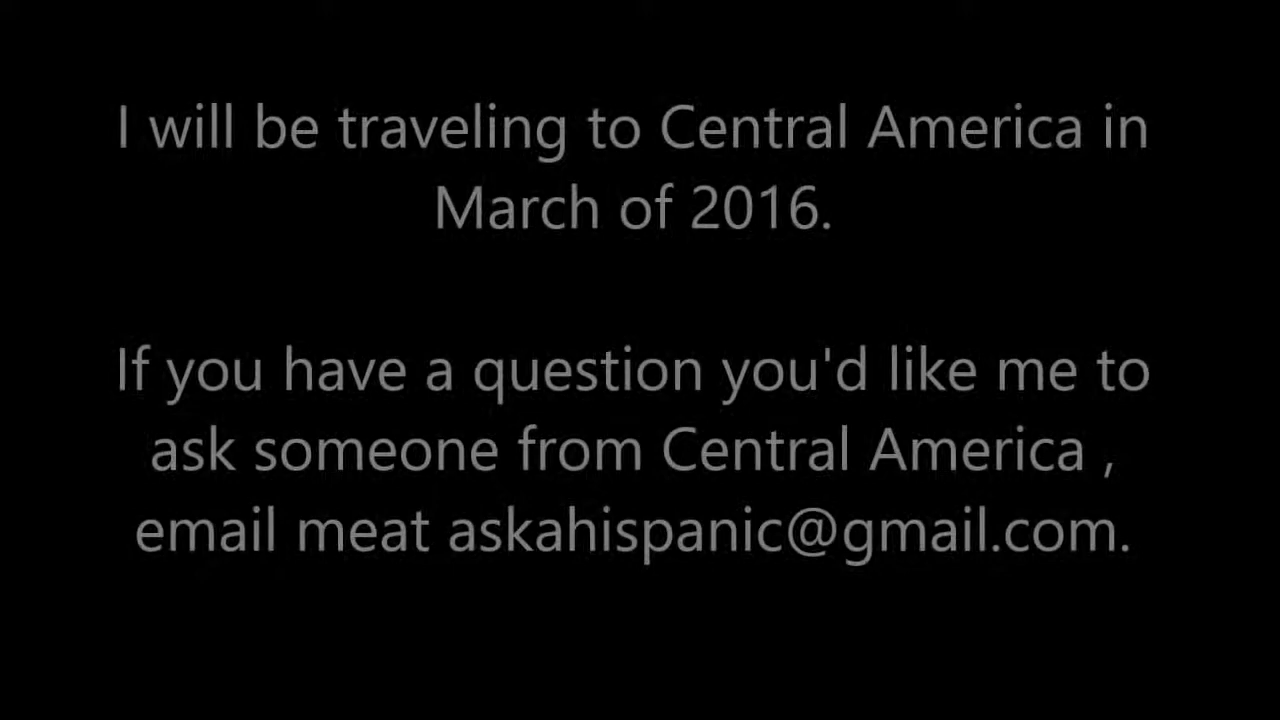 I will be traveling to Central America in
March of 2016.
If you have a question you'd like me to
ask someone from Central America ,
email meat askahispanic@gmail.com.